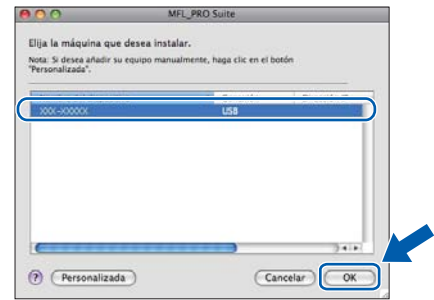 MFL_PRO Suite
Elija la máquina que desea instalar.
Nota: Si desea añadir su equipo manualmente, haga clic en el botón
"Personalizada".
XXX-XXXXX USB
? Personalizada Cancelar OK